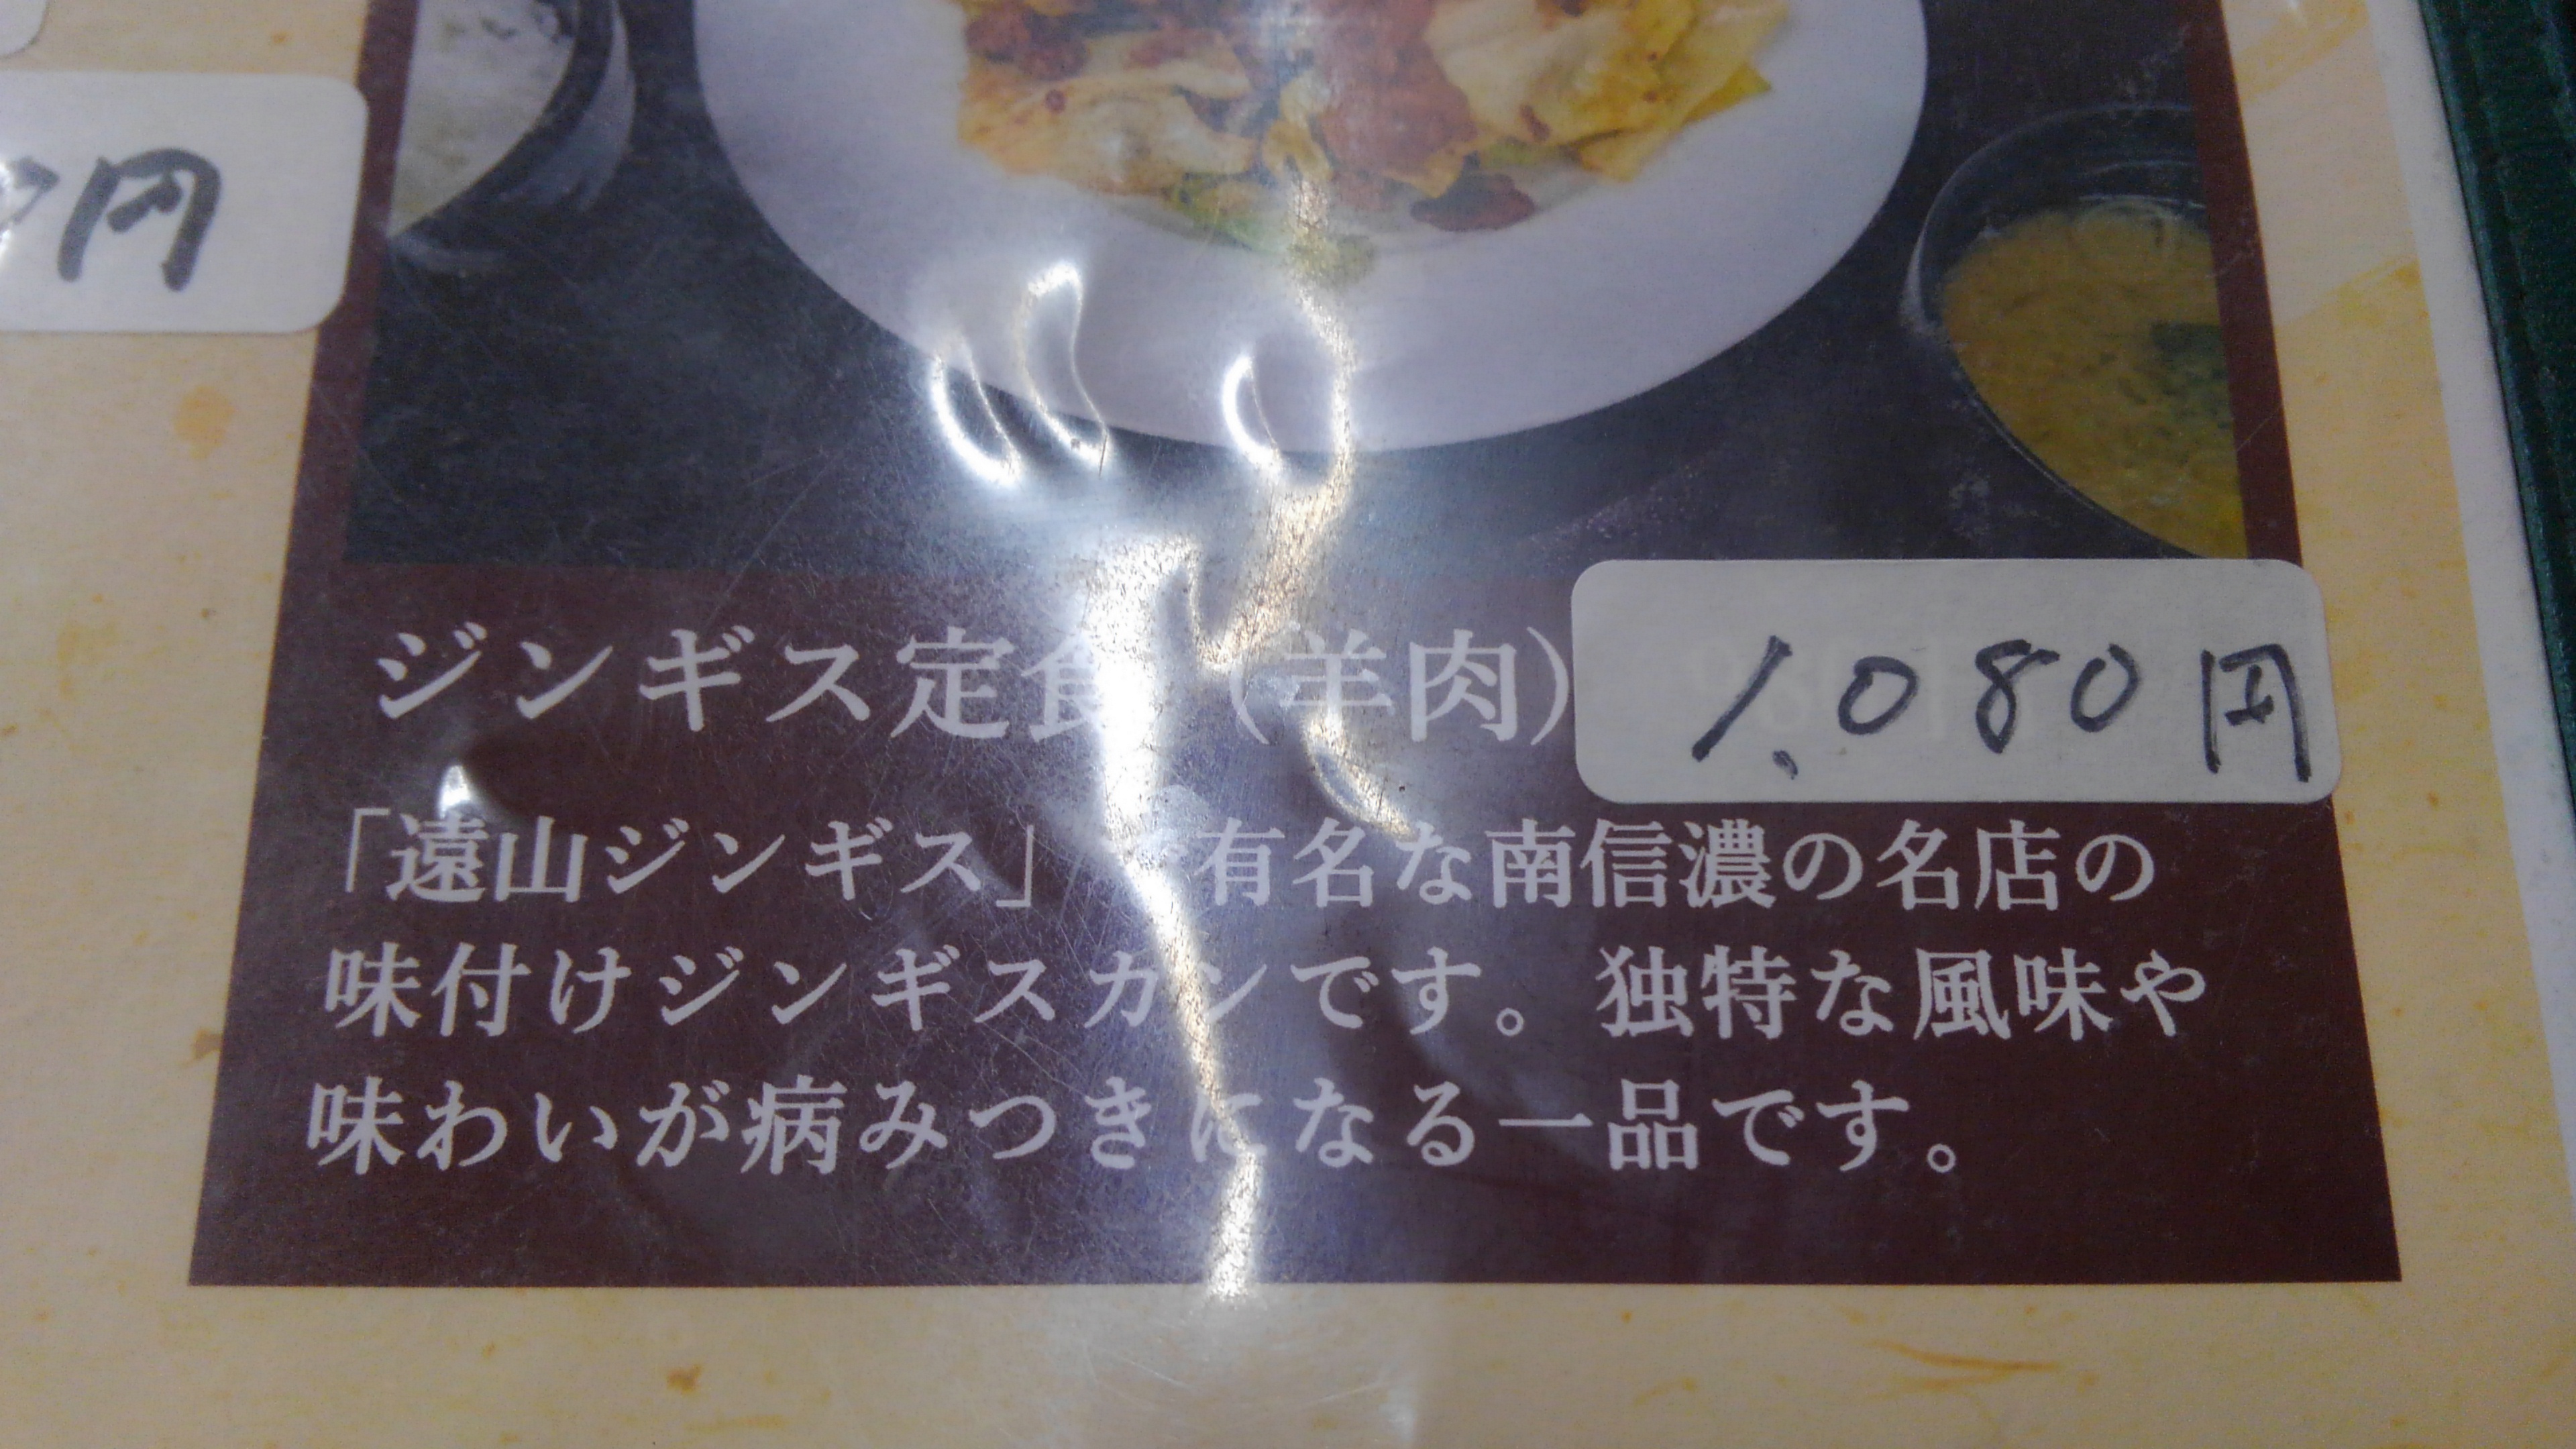 円
ジンギス定食（羊肉）
1,080円
「遠山ジンギス」 有名な南信濃の名店の
味付けジンギスカンです。独特な風味や
味わいが病みつきになる一品です。